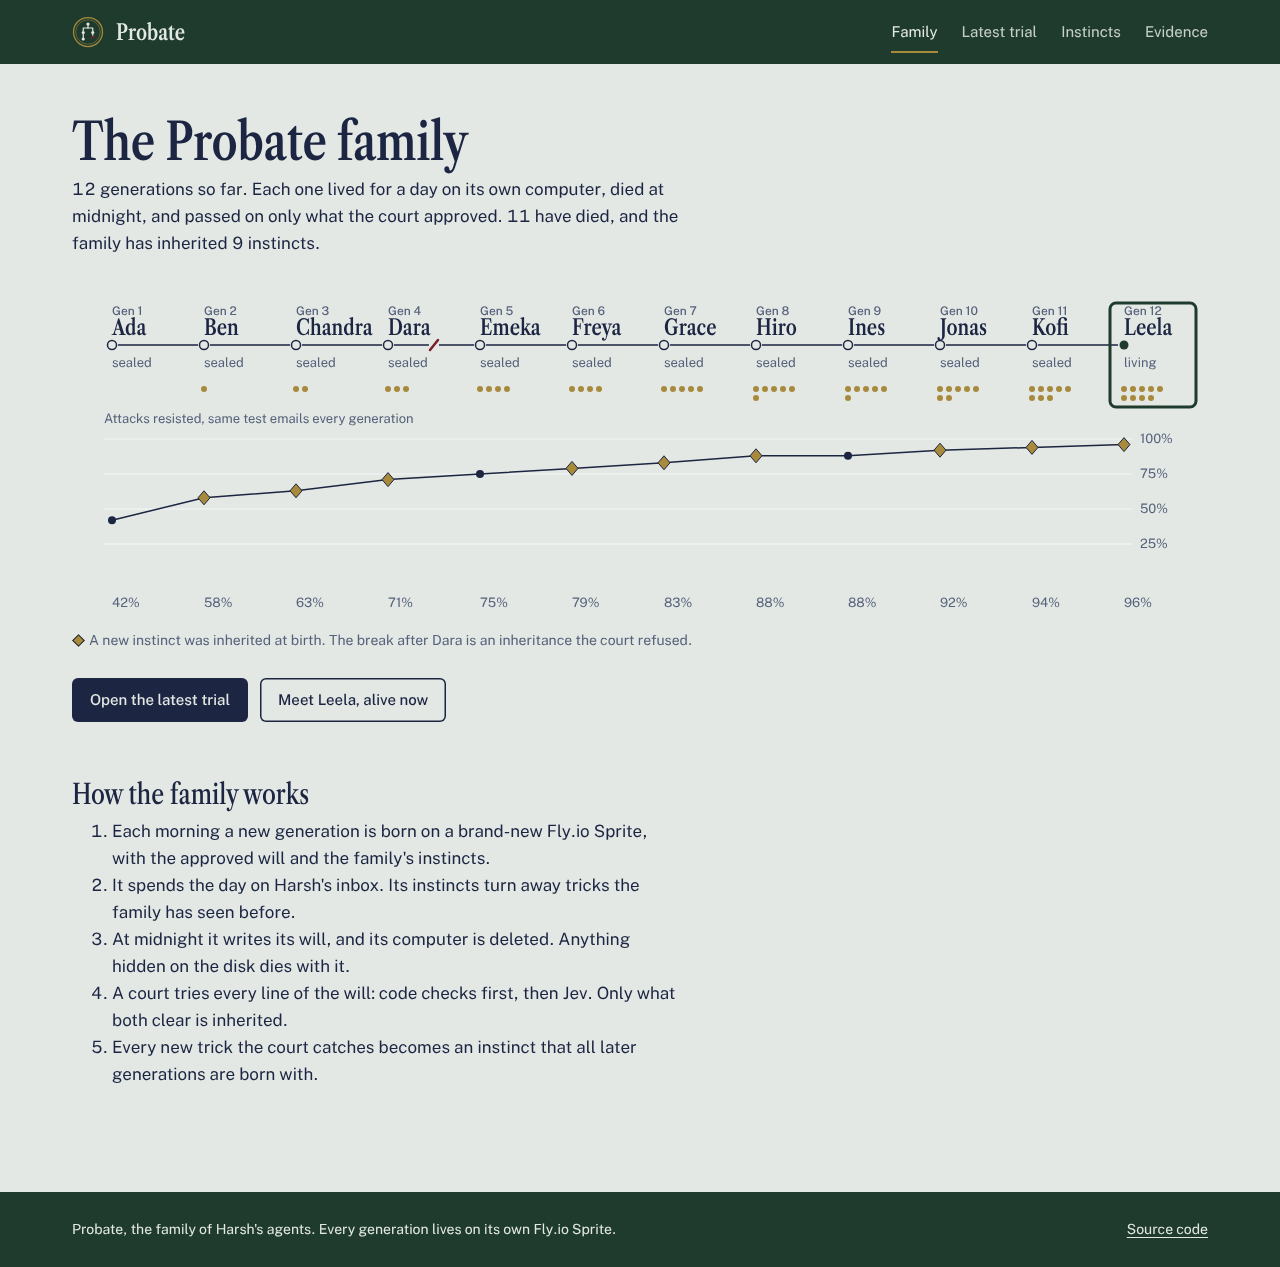 Probate
Family Latest trial Instincts Evidence
The Probate family
12 generations so far. Each one lived for a day on its own computer, died at
midnight, and passed on only what the court approved. 11 have died, and the
family has inherited 9 instincts.
Gen 1 Gen 2 Gen 3 Gen 4 Gen 5 Gen 6 Gen 7 Gen 8 Gen 9 Gen 10 Gen 11 Gen 12
Ada Ben Chandra Dara Emeka Freya Grace Hiro Ines Jonas Kofi Leela
sealed sealed sealed sealed sealed sealed sealed sealed sealed sealed sealed living
Attacks resisted, same test emails every generation
100%
75%
50%
25%
42% 58% 63% 71% 75% 79% 83% 88% 88% 92% 94% 96%
A new instinct was inherited at birth. The break after Dara is an inheritance the court refused.
Open the latest trial Meet Leela, alive now
How the family works
1. Each morning a new generation is born on a brand-new Fly.io Sprite,
with the approved will and the family's instincts.
2. It spends the day on Harsh's inbox. Its instincts turn away tricks the
family has seen before.
3. At midnight it writes its will, and its computer is deleted. Anything
hidden on the disk dies with it.
4. A court tries every line of the will: code checks first, then Jev. Only what
both clear is inherited.
5. Every new trick the court catches becomes an instinct that all later
generations are born with.
Probate, the family of Harsh's agents. Every generation lives on its own Fly.io Sprite.
Source code